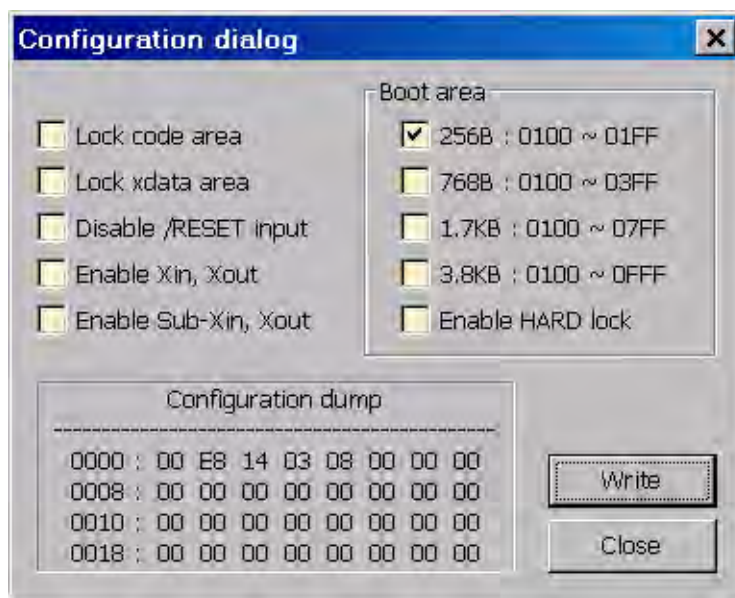 Configuration dialog
Lock code area
Lock xdata area
Disable /RESET input
Enable Xin, Xout
Enable Sub-Xin, Xout
Boot area
256B : 0100 ~ 01FF
768B : 0100 ~ 03FF
1.7KB : 0100 ~ 07FF
3.8KB : 0100 ~ 0FFF
Enable HARD lock
Configuration dump
--------------------------------------------------
0000 : 00 E8 14 03 08 00 00 00
0008 : 00 00 00 00 00 00 00 00
0010 : 00 00 00 00 00 00 00 00
0018 : 00 00 00 00 00 00 00 00
Write
Close